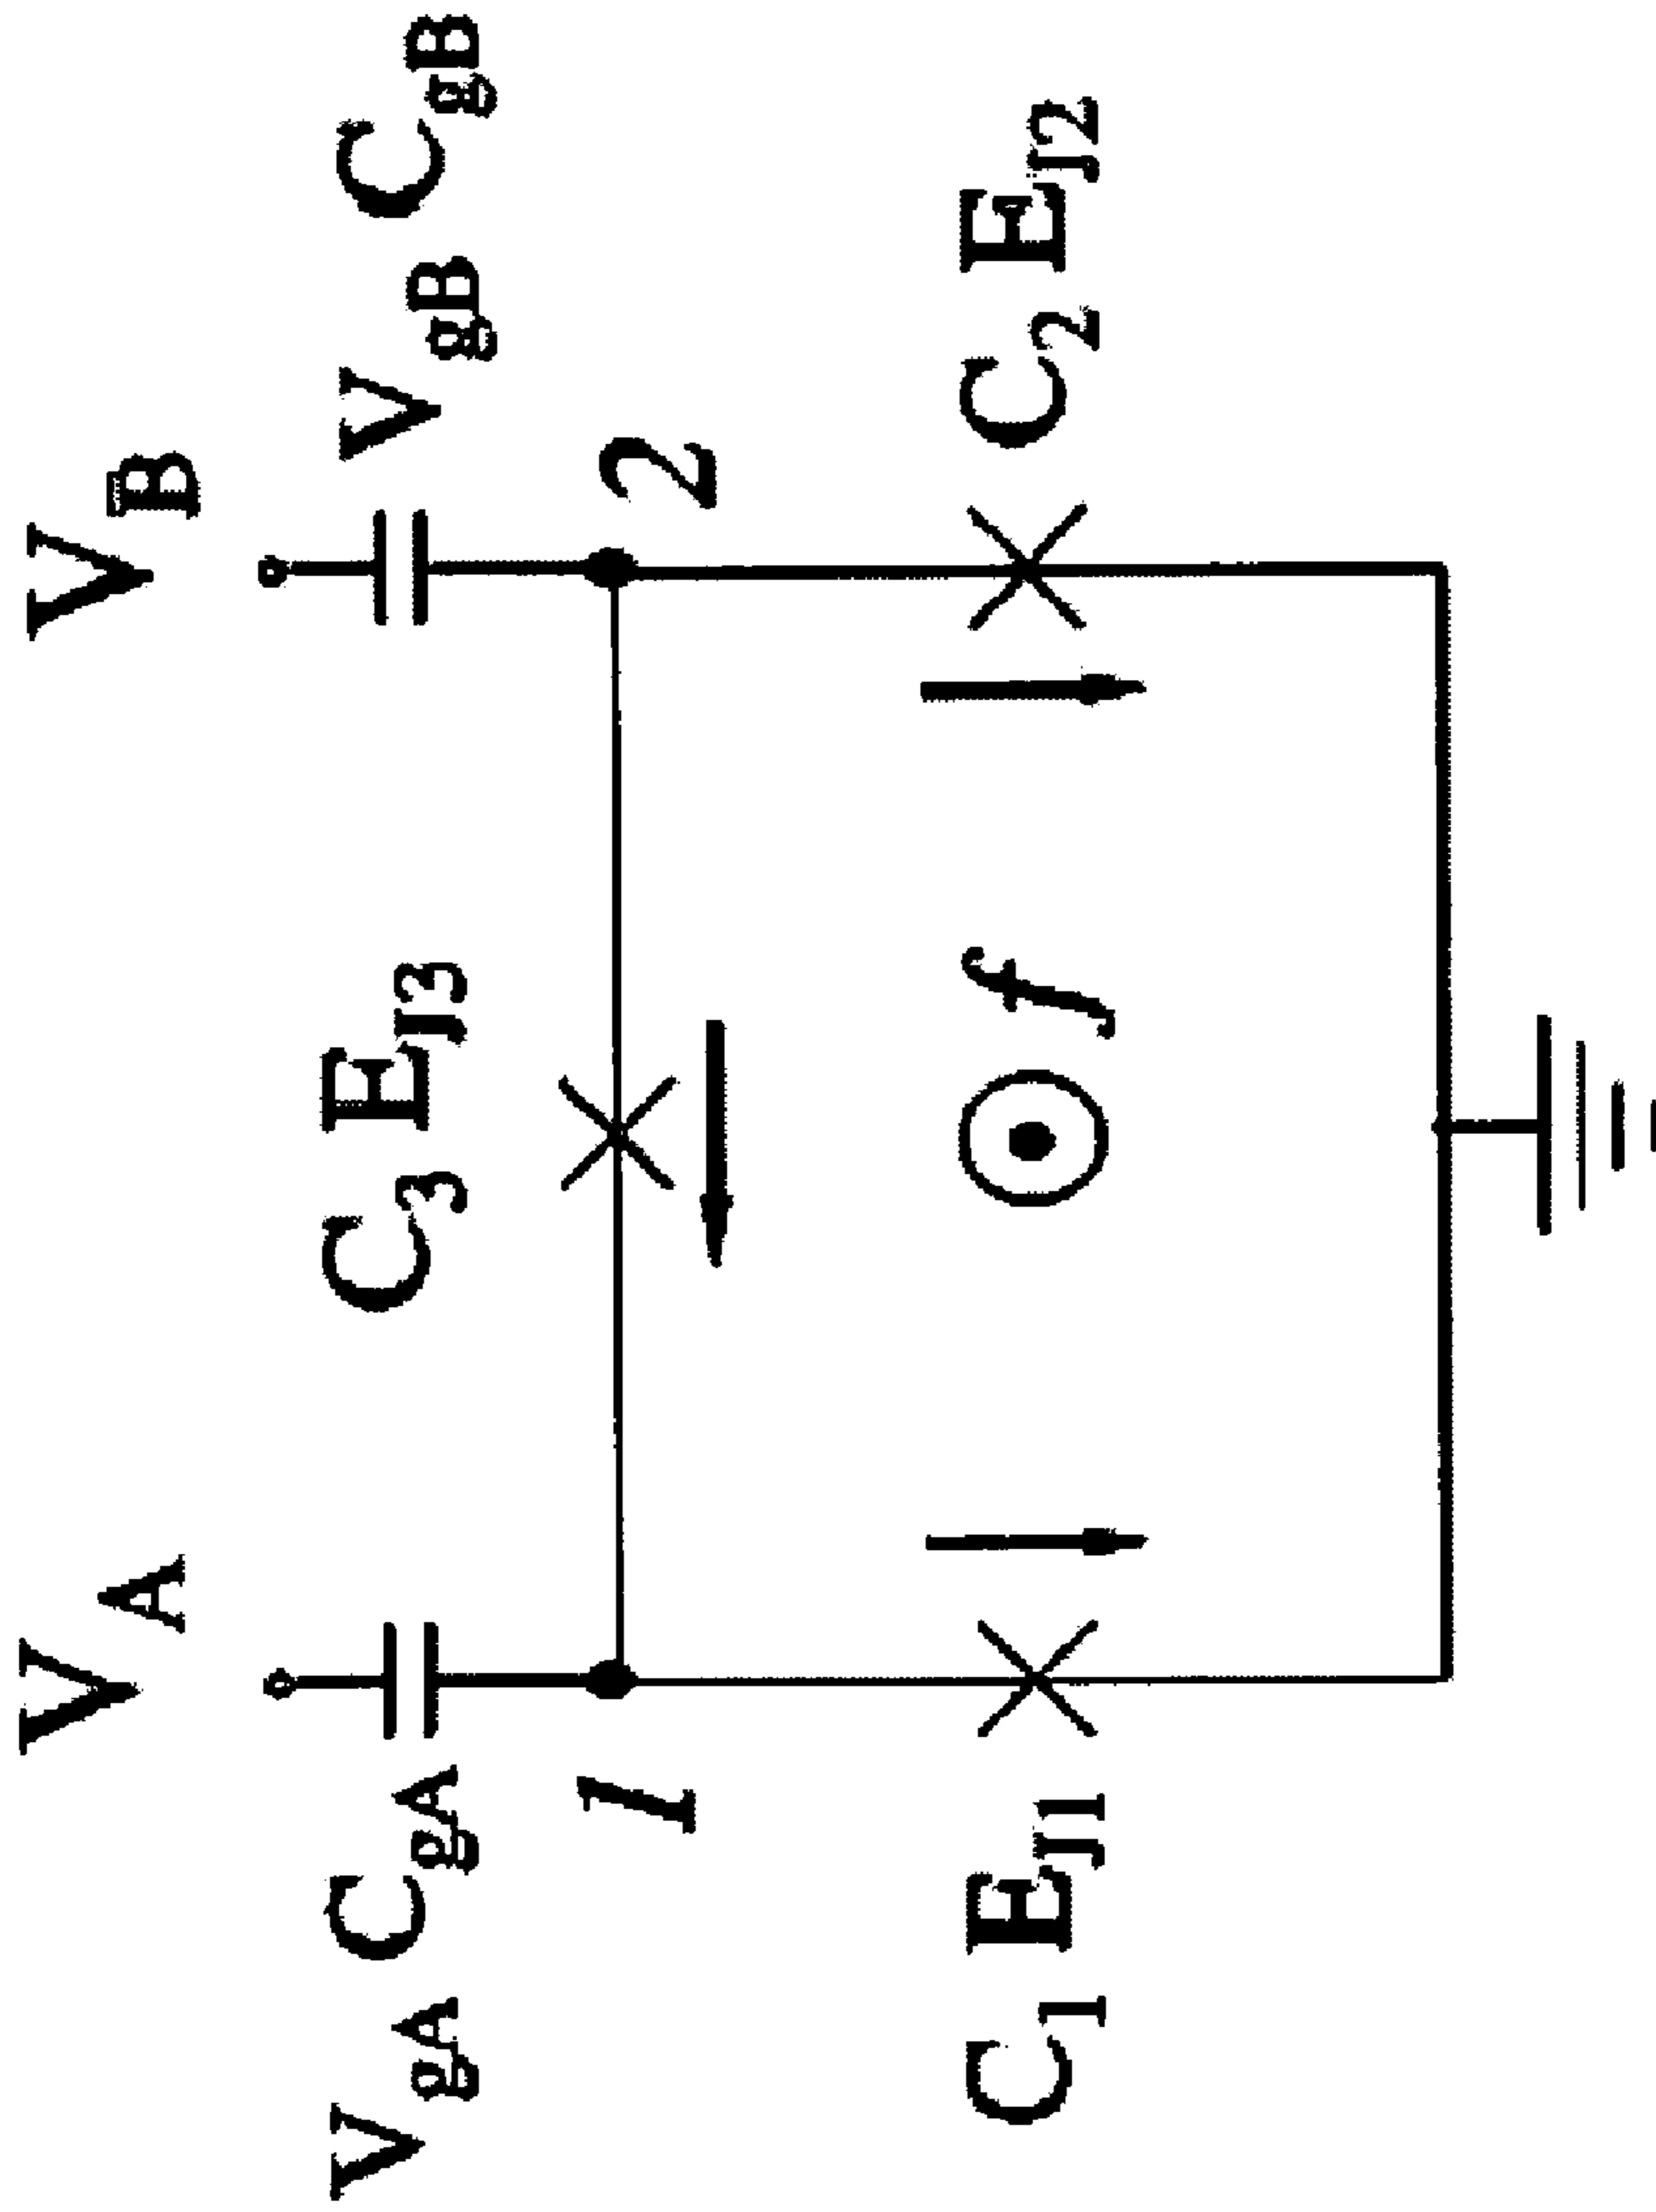 V_A V_B
V_gA C_gA C_3 E_J3 V_gB C_gB
1 2
C_1 E_J1 f C_2 E_J2